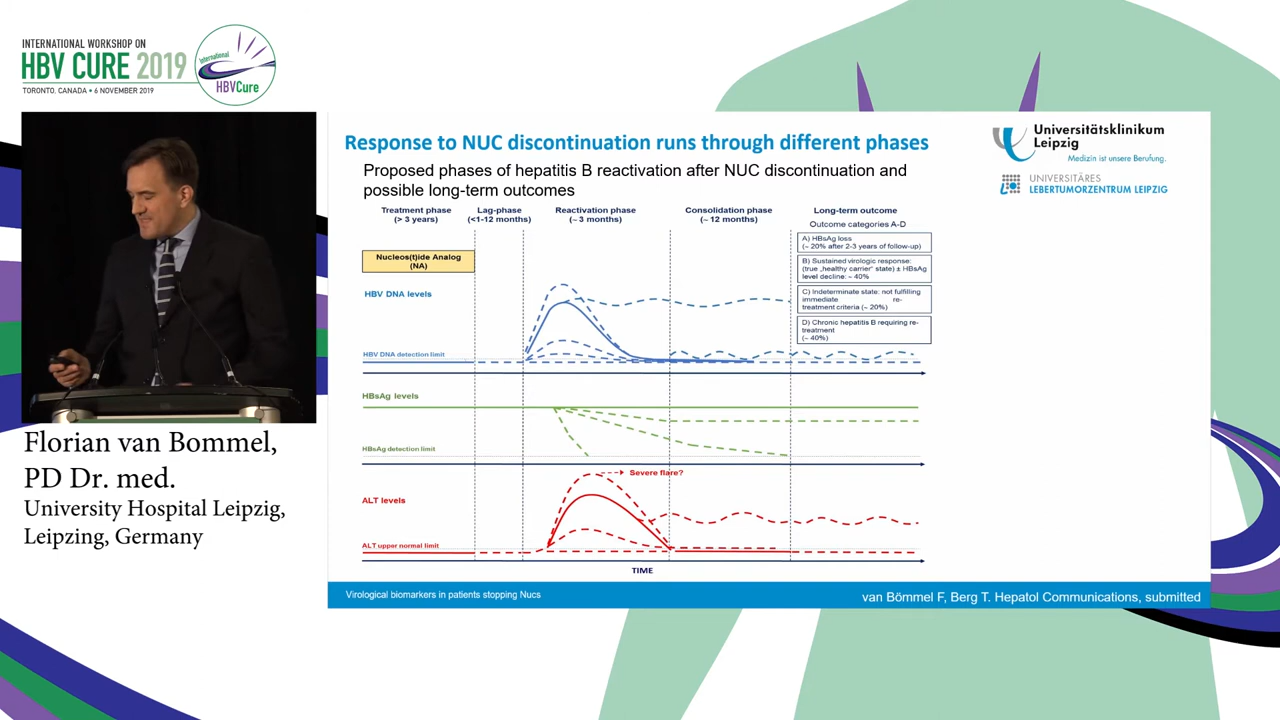 INTERNATIONAL WORKSHOP ON
HBV CURE 2019
TORONTO, CANADA • 6 NOVEMBER 2019
International
HBVCure
Florian van Bommel,
PD Dr. med.
University Hospital Leipzig,
Leipzing, Germany
Response to NUC discontinuation runs through different phases
Universitätsklinikum
Leipzig
Medizin ist unsere Berufung.
UNIVERSITÄRES
LEBERTUMORZENTRUM LEIPZIG
Proposed phases of hepatitis B reactivation after NUC discontinuation and
possible long-term outcomes
Treatment phase
(> 3 years)
Lag-phase
(<1-12 months)
Reactivation phase
(~ 3 months)
Consolidation phase
(~ 12 months)
Long-term outcome
Outcome categories A-D
A) HBsAg loss
(~ 20% after 2-3 years of follow-up)
B) Sustained virologic response:
(true „healthy carrier“ state) ± HBsAg
level decline: ~ 40%
C) Indeterminate state: not fulfilling
immediate re-
treatment criteria (~ 20%)
D) Chronic hepatitis B requiring re-
treatment
(~ 40%)
Nucleos(t)ide Analog
(NA)
HBV DNA levels
HBV DNA detection limit
HBsAg levels
HBsAg detection limit
Severe flare?
ALT levels
ALT upper normal limit
TIME
Virological biomarkers in patients stopping Nucs
van Bömmel F, Berg T. Hepatol Communications, submitted